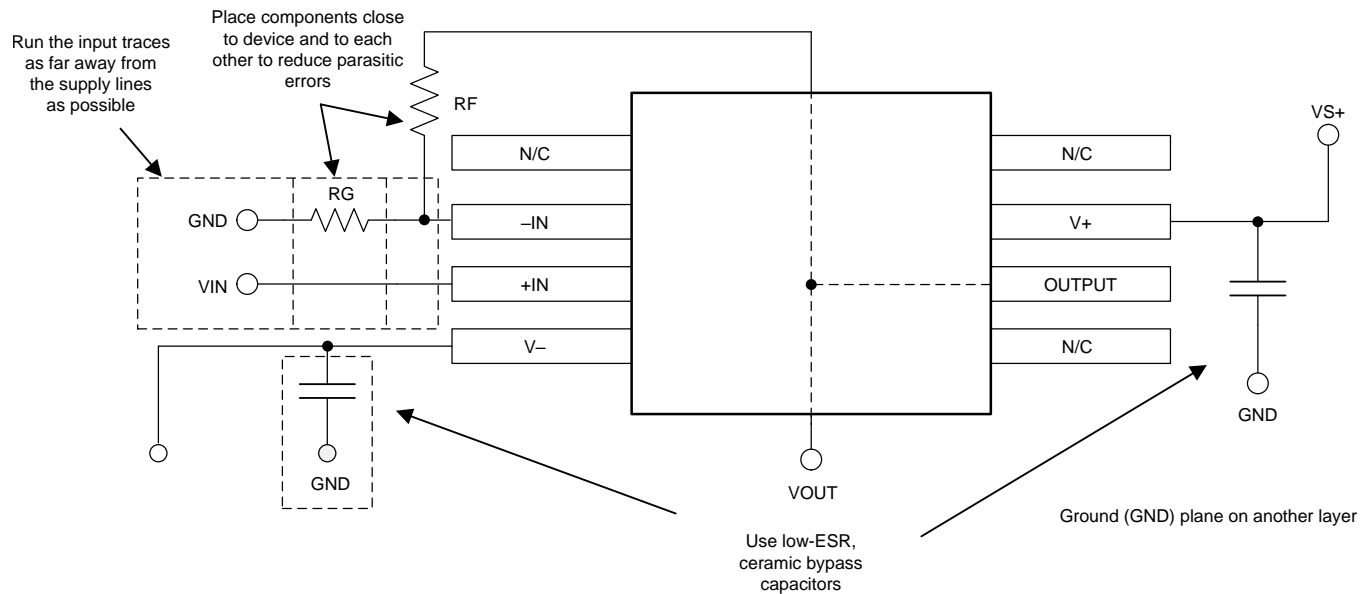 Place components close
to device and to each
other to reduce parasitic
errors
Run the input traces
as far away from
the supply lines
as possible
RF
VS+
N/C
N/C
RG
GND
–IN
V+
VIN
+IN
OUTPUT
V–
N/C
GND
GND
VOUT
Ground (GND) plane on another layer
Use low-ESR,
ceramic bypass
capacitors